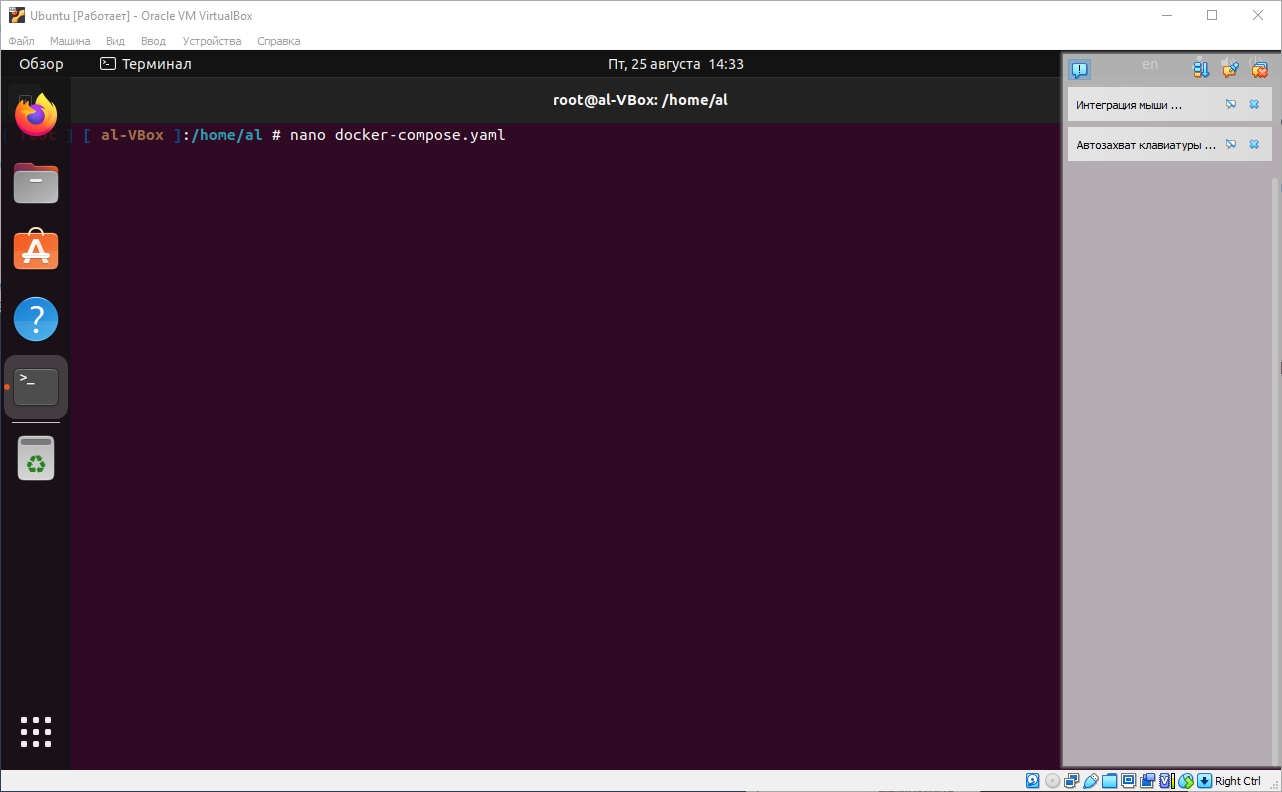 Ubuntu [Работает] - Oracle VM VirtualBox
Файл Машина Вид Ввод Устройства Справка
Обзор Терминал Пт, 25 августа 14:33 en
root@al-VBox: /home/al
Интеграция мыши ...
[ root ] [ al-VBox ]:/home/al # nano docker-compose.yaml
Автозахват клавиатуры ...
Right Ctrl